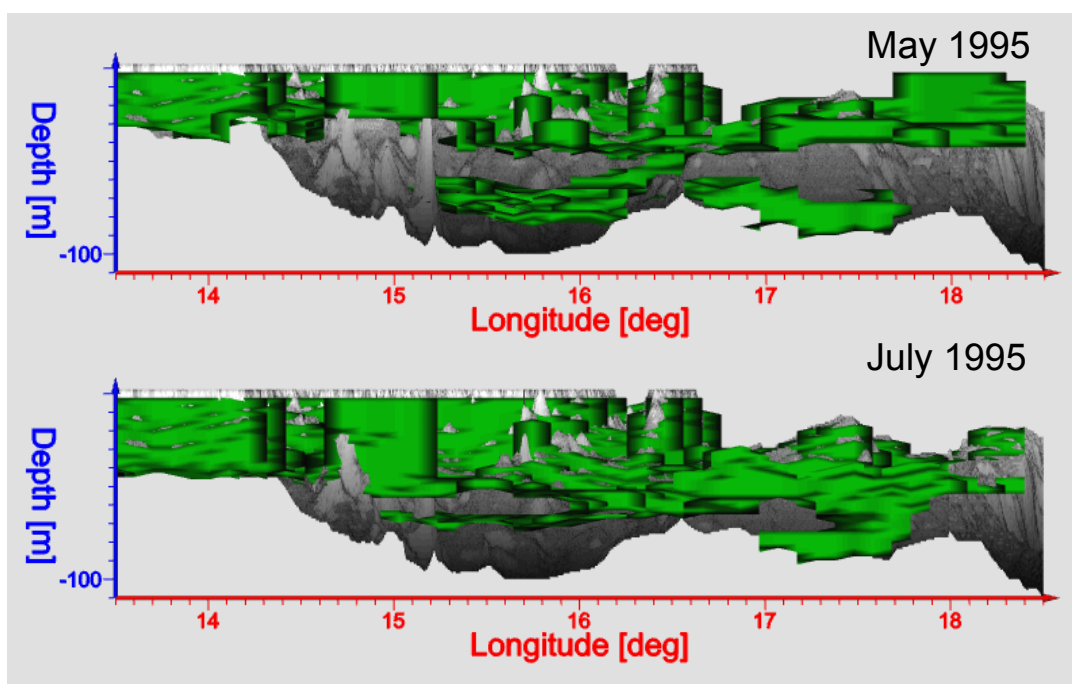 May 1995
Depth [m]
-100
14 15 16 17 18
Longitude [deg]
July 1995
Depth [m]
-100
14 15 16 17 18
Longitude [deg]